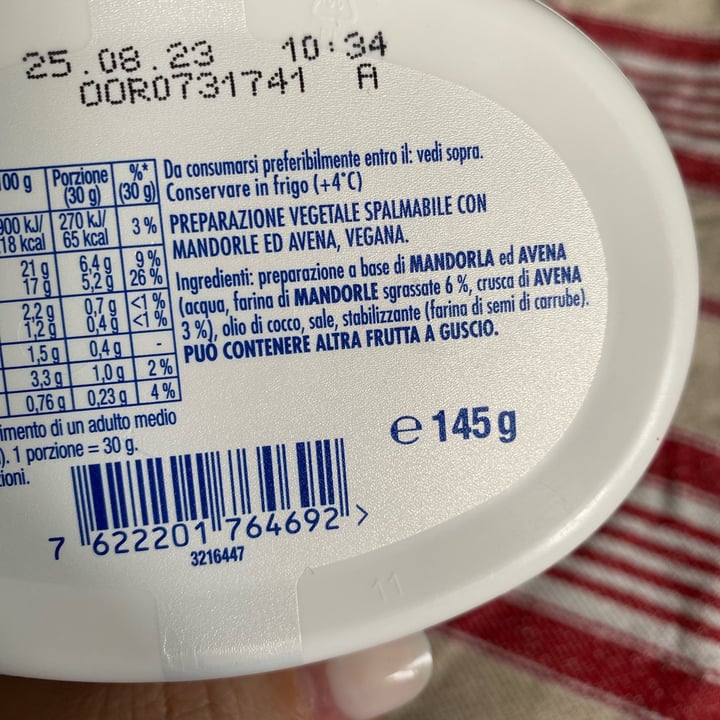 25.08.23 10:34
OOR0731741 A
00 g Porzione (30 g) %* (30 g)
900 kJ/ 270 kJ/ 3 %
18 kcal 65 kcal
21 g 6,4 g 9 %
17 g 5,2 g 26 %
2,2 g 0,7 g <1 %
1,2 g 0,4 g <1 %
1,5 g 0,4 g -
3,3 g 1,0 g 2 %
0,76 g 0,23 g 4 %
imento di un adulto medio
). 1 porzione = 30 g.
ioni.
Da consumarsi preferibilmente entro il: vedi sopra.
Conservare in frigo (+4°C)
PREPARAZIONE VEGETALE SPALMABILE CON
MANDORLE ED AVENA, VEGANA.
Ingredienti: preparazione a base di MANDORLA ed AVENA
(acqua, farina di MANDORLE sgrassate 6 %, crusca di AVENA
3 %), olio di cocco, sale, stabilizzante (farina di semi di carrube).
PUÒ CONTENERE ALTRA FRUTTA A GUSCIO.
e 145 g
7 622201 764692 >
3216447
11